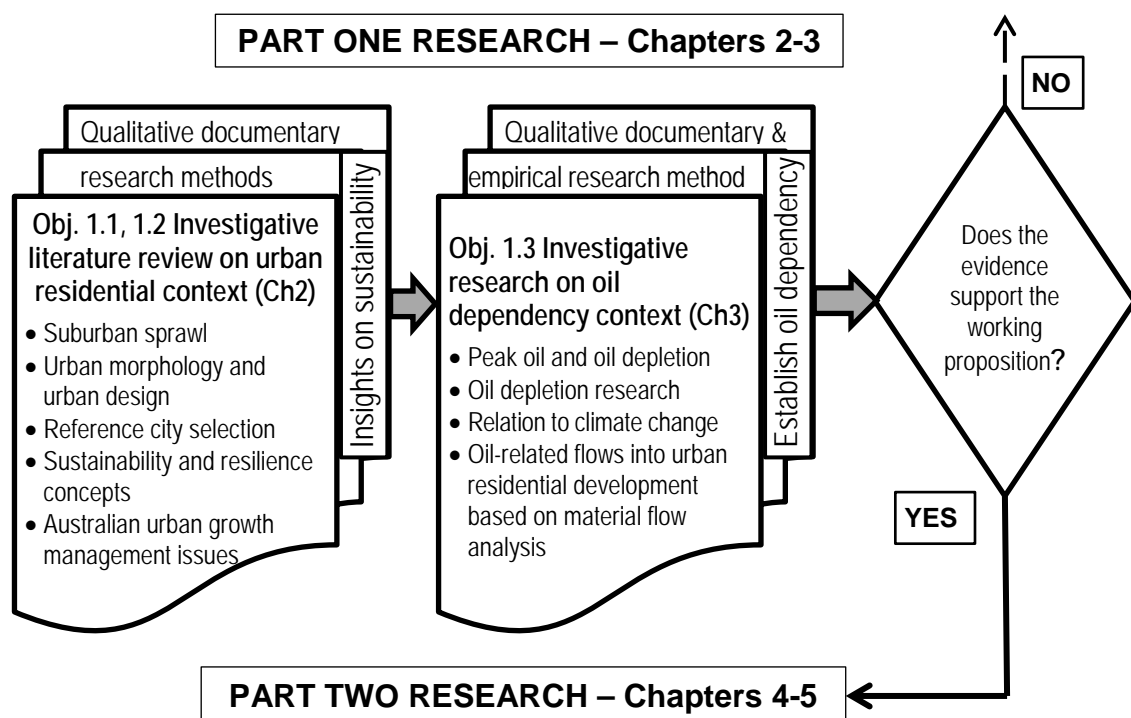 PART ONE RESEARCH – Chapters 2-3
NO
Qualitative documentary
research methods
Insights on sustainability
Obj. 1.1, 1.2 Investigative
literature review on urban
residential context (Ch2)
• Suburban sprawl
• Urban morphology and
urban design
• Reference city selection
• Sustainability and resilience
concepts
• Australian urban growth
management issues
Qualitative documentary &
empirical research method
Establish oil dependency
Obj. 1.3 Investigative
research on oil
dependency context (Ch3)
• Peak oil and oil depletion
• Oil depletion research
• Relation to climate change
• Oil-related flows into urban
residential development
based on material flow
analysis
Does the
evidence
support the
working
proposition?
YES
PART TWO RESEARCH – Chapters 4-5